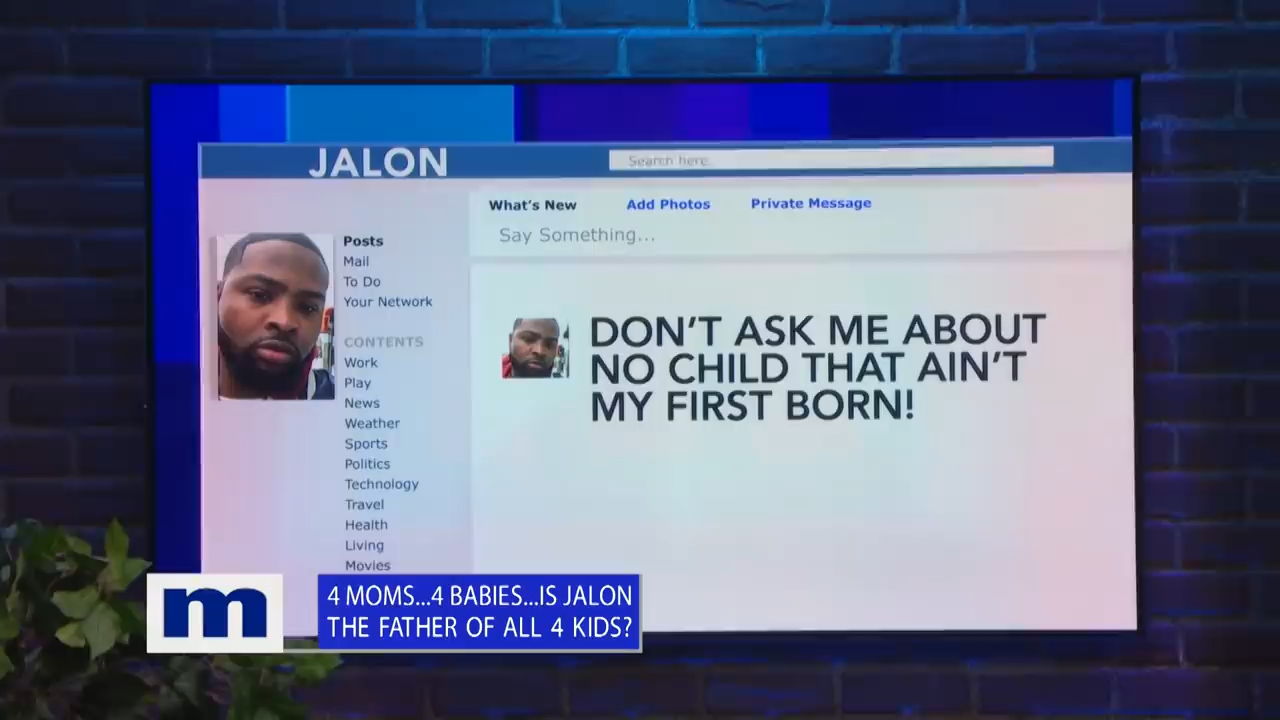 JALON
Search here.
What's New
Add Photos
Private Message
Say Something...
Posts
Mail
To Do
Your Network
CONTENTS
Work
Play
News
Weather
Sports
Politics
Technology
Travel
Health
Living
Movies
DON'T ASK ME ABOUT
NO CHILD THAT AIN'T
MY FIRST BORN!
m
4 MOMS...4 BABIES...IS JALON
THE FATHER OF ALL 4 KIDS?